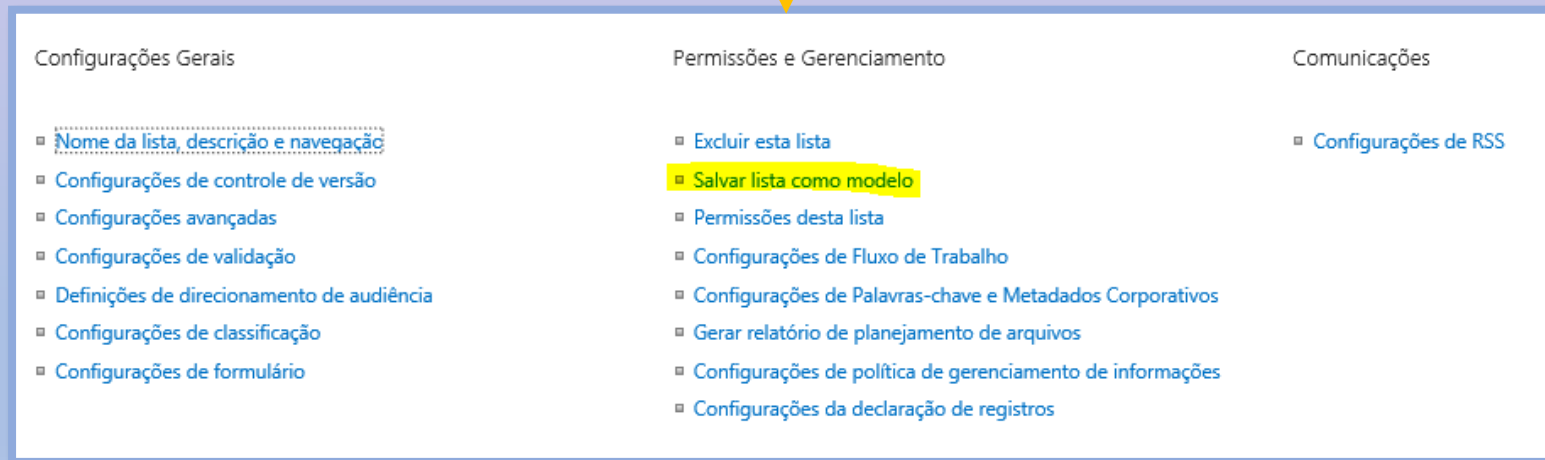 Configurações Gerais
Nome da lista, descrição e navegação
Configurações de controle de versão
Configurações avançadas
Configurações de validação
Definições de direcionamento de audiência
Configurações de classificação
Configurações de formulário
Permissões e Gerenciamento
Excluir esta lista
Salvar lista como modelo
Permissões desta lista
Configurações de Fluxo de Trabalho
Configurações de Palavras-chave e Metadados Corporativos
Gerar relatório de planejamento de arquivos
Configurações de política de gerenciamento de informações
Configurações da declaração de registros
Comunicações
Configurações de RSS